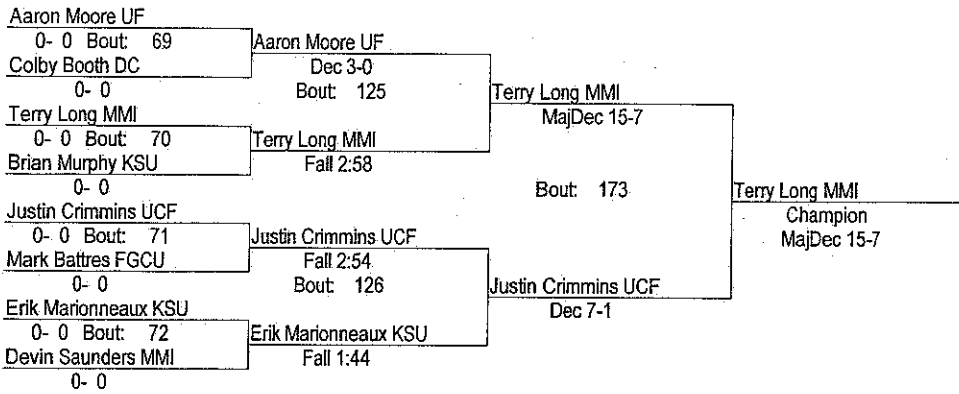 Aaron Moore UF
0- 0 Bout: 69
Colby Booth DC
0- 0
Terry Long MMI
0- 0 Bout: 70
Brian Murphy KSU
0- 0
Justin Crimmins UCF
0- 0 Bout: 71
Mark Battres FGCU
0- 0
Erik Marionneaux KSU
0- 0 Bout: 72
Devin Saunders MMI
0- 0
Aaron Moore UF
Dec 3-0
Bout: 125
Terry Long MMI
Fall 2:58
Justin Crimmins UCF
Fall 2:54
Bout: 126
Erik Marionneaux KSU
Fall 1:44
Terry Long MMI
MajDec 15-7
Bout: 173
Justin Crimmins UCF
Dec 7-1
Terry Long MMI
Champion
MajDec 15-7